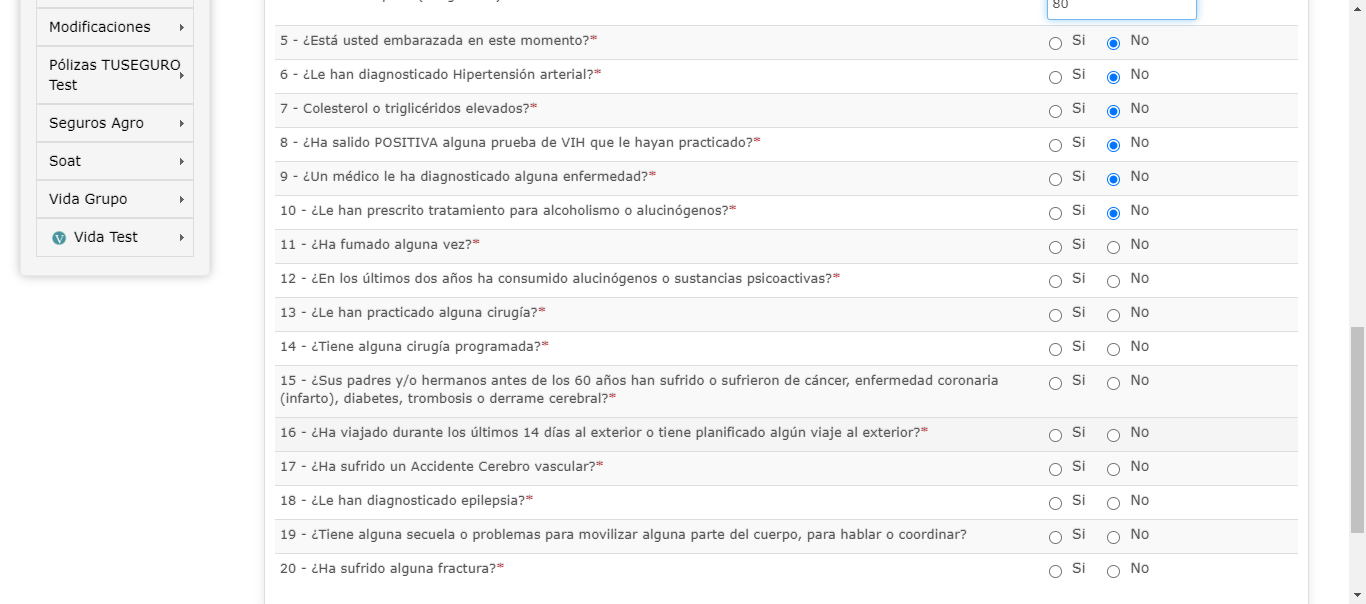 80
Modificaciones
5 - ¿Está usted embarazada en este momento?* Si No
Pólizas TUSEGURO
Test
6 - ¿Le han diagnosticado Hipertensión arterial?* Si No
7 - Colesterol o triglicéridos elevados?* Si No
Seguros Agro
8 - ¿Ha salido POSITIVA alguna prueba de VIH que le hayan practicado?* Si No
Soat
9 - ¿Un médico le ha diagnosticado alguna enfermedad?* Si No
Vida Grupo
10 - ¿Le han prescrito tratamiento para alcoholismo o alucinógenos?* Si No
V Vida Test
11 - ¿Ha fumado alguna vez?* Si No
12 - ¿En los últimos dos años ha consumido alucinógenos o sustancias psicoactivas?* Si No
13 - ¿Le han practicado alguna cirugía?* Si No
14 - ¿Tiene alguna cirugía programada?* Si No
15 - ¿Sus padres y/o hermanos antes de los 60 años han sufrido o sufrieron de cáncer, enfermedad coronaria Si No
(infarto), diabetes, trombosis o derrame cerebral?*
16 - ¿Ha viajado durante los últimos 14 días al exterior o tiene planificado algún viaje al exterior?* Si No
17 - ¿Ha sufrido un Accidente Cerebro vascular?* Si No
18 - ¿Le han diagnosticado epilepsia?* Si No
19 - ¿Tiene alguna secuela o problemas para movilizar alguna parte del cuerpo, para hablar o coordinar? Si No
20 - ¿Ha sufrido alguna fractura?* Si No